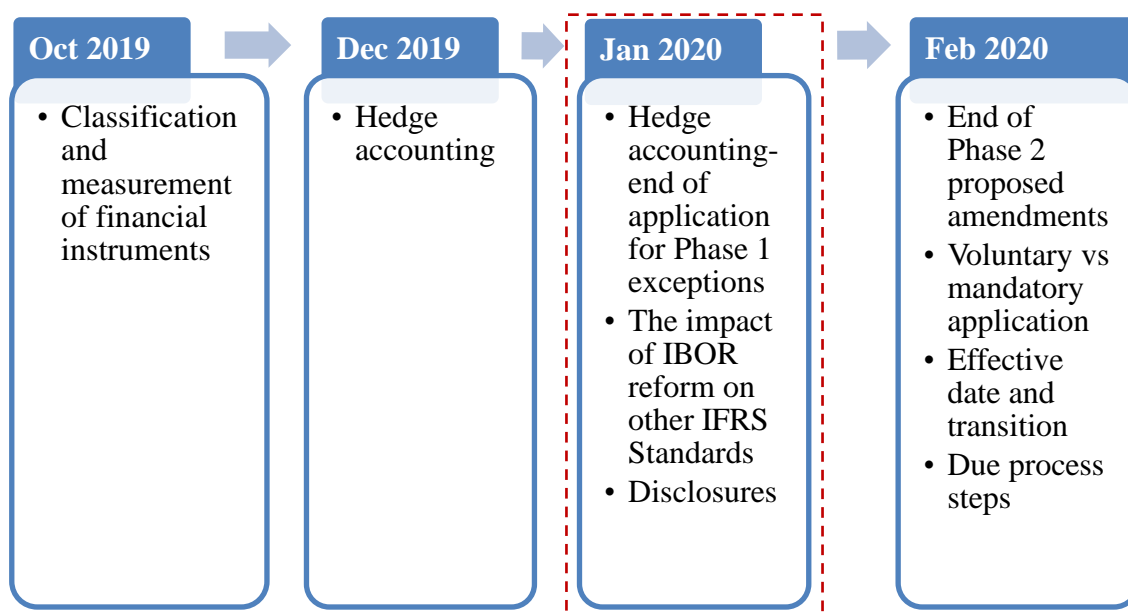 Oct 2019
• Classification
and
measurement
of financial
instruments
Dec 2019
• Hedge
accounting
Jan 2020
• Hedge
accounting-
end of
application
for Phase 1
exceptions
• The impact
of IBOR
reform on
other IFRS
Standards
• Disclosures
Feb 2020
• End of
Phase 2
proposed
amendments
• Voluntary vs
mandatory
application
• Effective
date and
transition
• Due process
steps